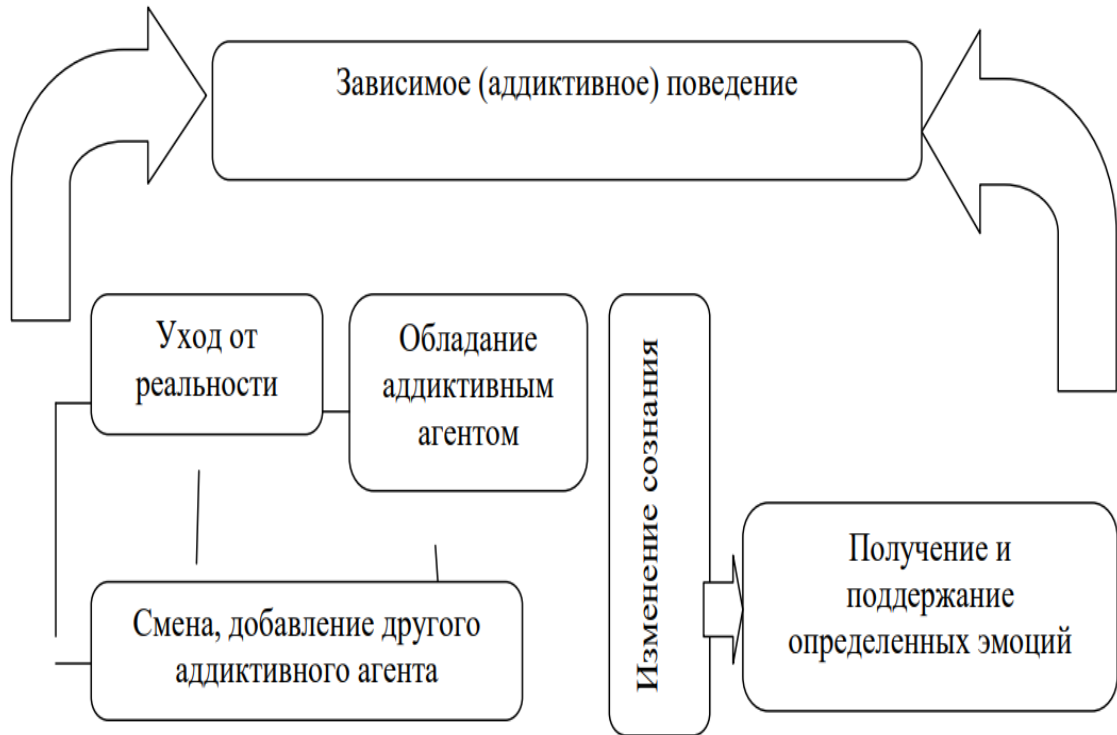 Зависимое (аддиктивное) поведение
Уход от
реальности
Обладание
аддиктивным
агентом
Изменение сознания
Получение и
поддержание
определенных эмоций
Смена, добавление другого
аддиктивного агента